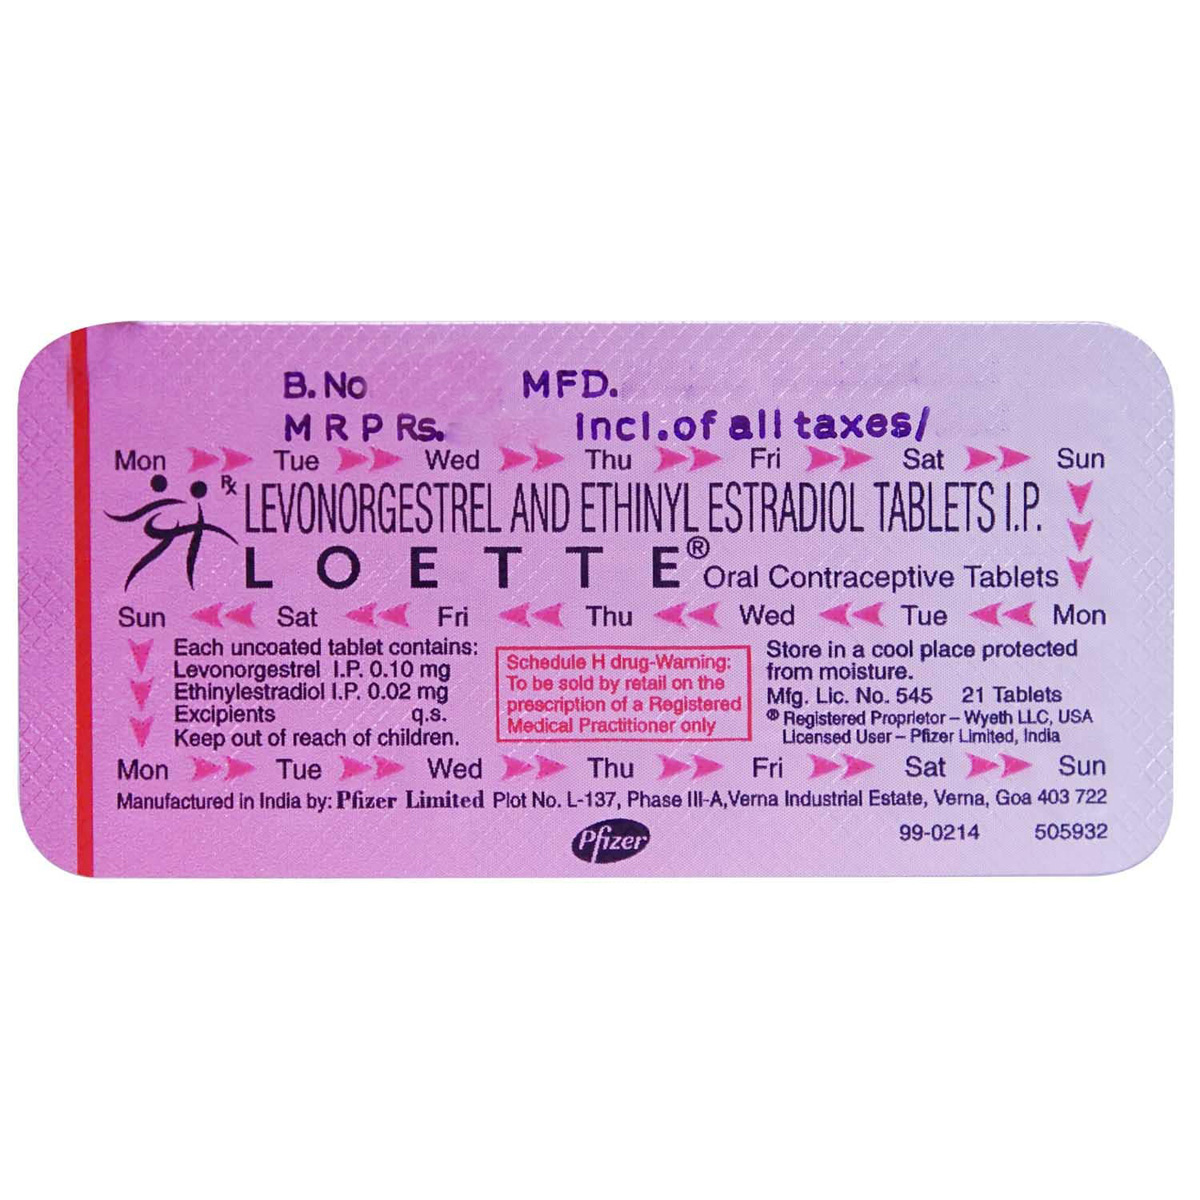 B. No MFD.
M R P Rs. incl. of all taxes/
Mon Tue Wed Thu Fri Sat Sun
Rx LEVONORGESTREL AND ETHINYL ESTRADIOL TABLETS I.P.
LOETTE® Oral Contraceptive Tablets
Sun Sat Fri Thu Wed Tue Mon
Each uncoated tablet contains:
Levonorgestrel I.P. 0.10 mg
Ethinylestradiol I.P. 0.02 mg
Excipients q.s.
Keep out of reach of children.
Schedule H drug-Warning:
To be sold by retail on the
prescription of a Registered
Medical Practitioner only
Store in a cool place protected
from moisture.
Mfg. Lic. No. 545 21 Tablets
® Registered Proprietor – Wyeth LLC, USA
Licensed User – Pfizer Limited, India
Mon Tue Wed Thu Fri Sat Sun
Manufactured in India by: Pfizer Limited Plot No. L-137, Phase III-A, Verna Industrial Estate, Verna, Goa 403 722
Pfizer
99-0214 505932